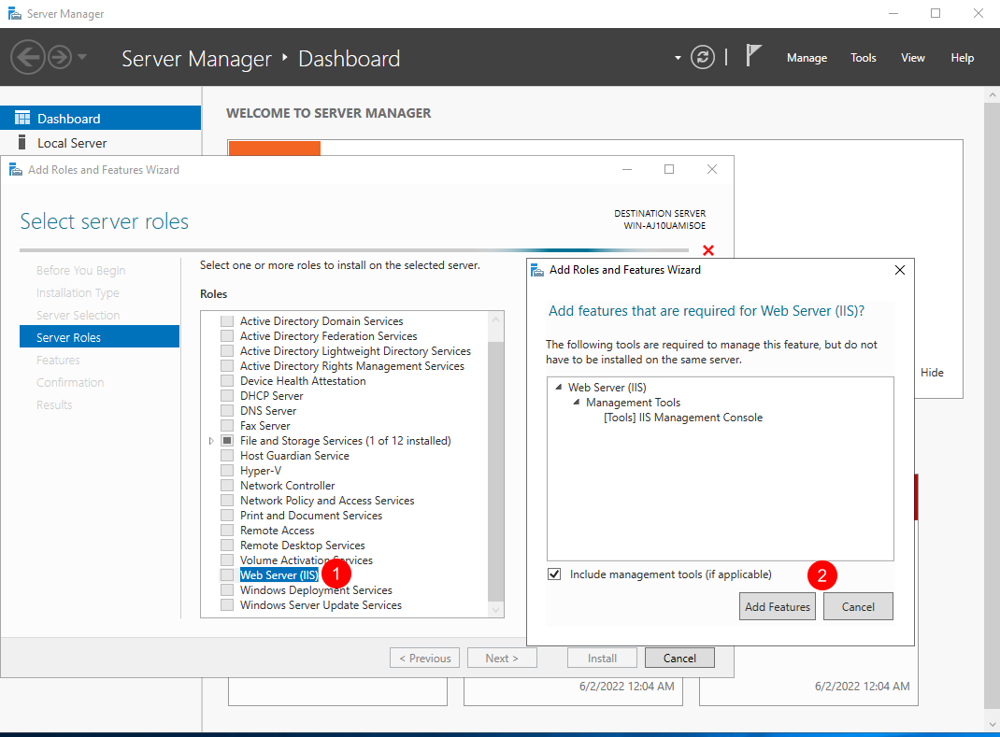 Server Manager
Server Manager ‣ Dashboard
Manage Tools View Help
Dashboard
Local Server
WELCOME TO SERVER MANAGER
Add Roles and Features Wizard
Select server roles
DESTINATION SERVER
WIN-AJ10UAMI5OE
Before You Begin
Installation Type
Server Selection
Server Roles
Features
Confirmation
Results
Select one or more roles to install on the selected server.
Roles
Active Directory Domain Services
Active Directory Federation Services
Active Directory Lightweight Directory Services
Active Directory Rights Management Services
Device Health Attestation
DHCP Server
DNS Server
Fax Server
File and Storage Services (1 of 12 installed)
Host Guardian Service
Hyper-V
Network Controller
Network Policy and Access Services
Print and Document Services
Remote Access
Remote Desktop Services
Volume Activation Services
Web Server (IIS)
1
Windows Deployment Services
Windows Server Update Services
< Previous
Next >
Install
Cancel
Add Roles and Features Wizard
Add features that are required for Web Server (IIS)?
The following tools are required to manage this feature, but do not
have to be installed on the same server.
Web Server (IIS)
Management Tools
[Tools] IIS Management Console
Include management tools (if applicable)
2
Add Features
Cancel
Hide
6/2/2022 12:04 AM
6/2/2022 12:04 AM